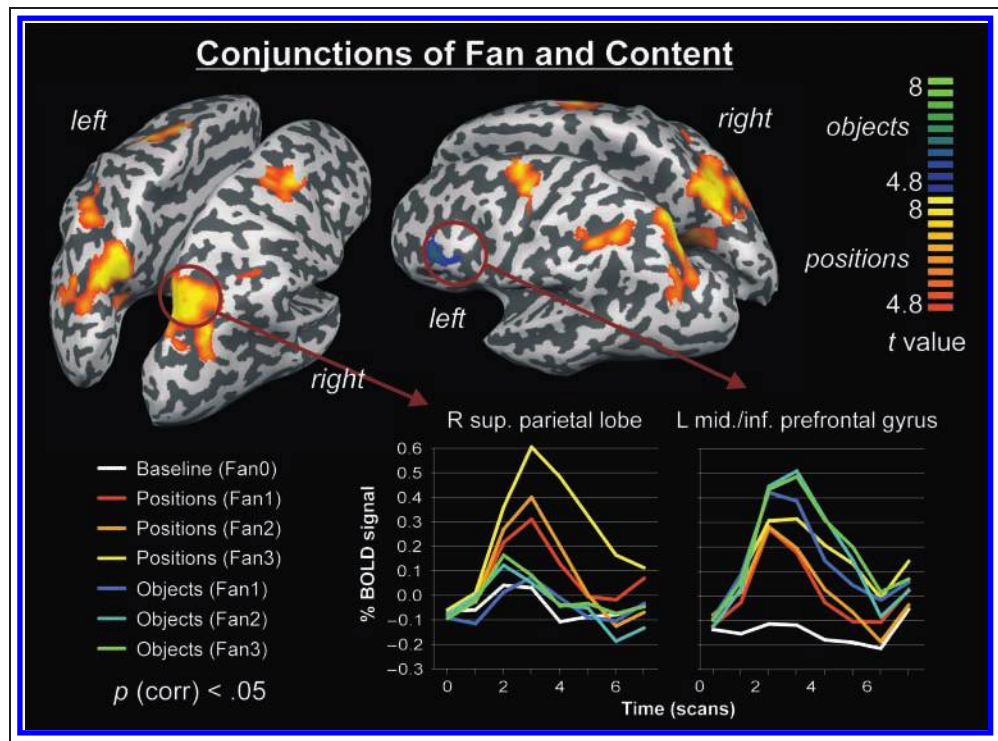 Conjunctions of Fan and Content
left
right
8
objects
4.8
8
positions
4.8
t value
left
right
R sup. parietal lobe
L mid./inf. prefrontal gyrus
Baseline (Fan0)
Positions (Fan1)
Positions (Fan2)
Positions (Fan3)
Objects (Fan1)
Objects (Fan2)
Objects (Fan3)
p (corr) < .05
% BOLD signal
0.6
0.5
0.4
0.3
0.2
0.1
0.0
−0.1
−0.2
−0.3
0 2 4 6
0 2 4 6
Time (scans)